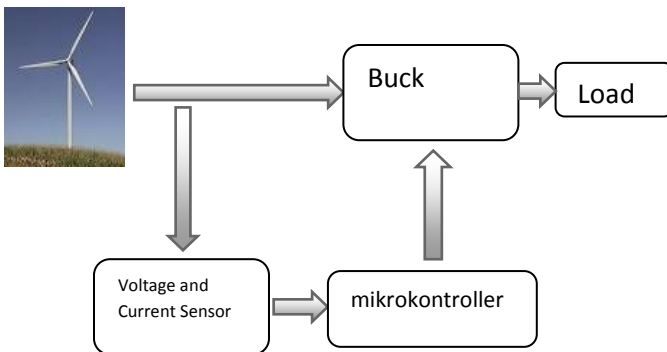 Buck
Load
Voltage and
Current Sensor
mikrokontroller